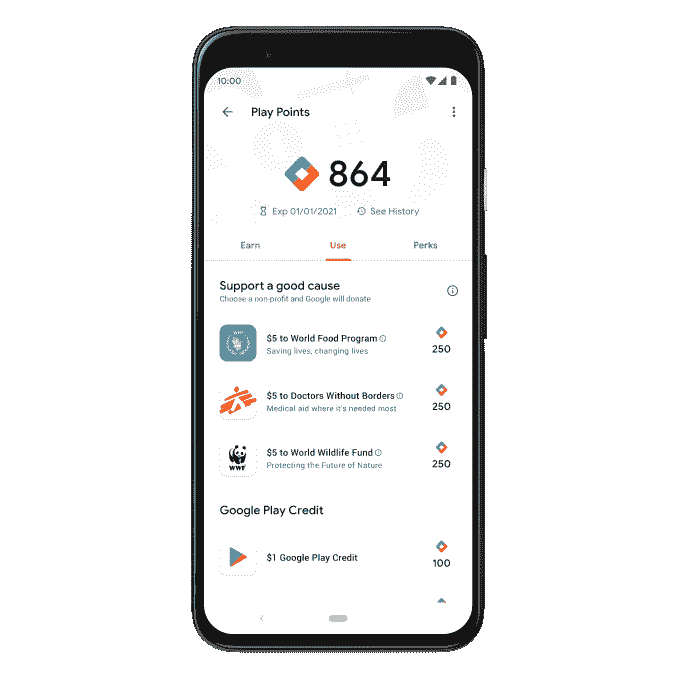 10:00
Play Points
864
Exp 01/01/2021 See History
Earn Use Perks
Support a good cause
Choose a non-profit and Google will donate
$5 to World Food Program
Saving lives, changing lives
250
$5 to Doctors Without Borders
Medical aid where it's needed most
250
$5 to World Wildlife Fund
Protecting the Future of Nature
250
WWF
Google Play Credit
$1 Google Play Credit
100